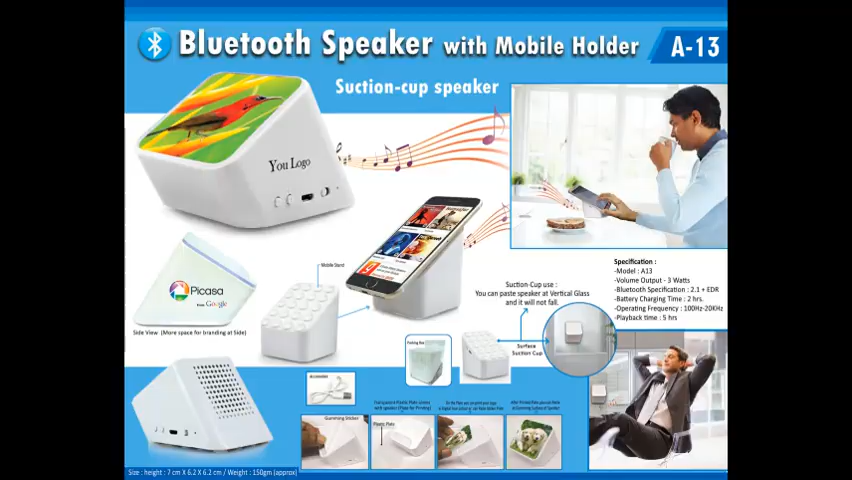 Bluetooth Speaker with Mobile Holder
A-13
Suction-cup speaker
You Logo
Picasa
from Google
Side View (More space for branding at Side)
Mobile Stand
Suction-Cup use :
You can paste speaker at Vertical Glass
and it will not fall.
Specification :
-Model : A13
-Volume Output - 3 Watts
-Bluetooth Specification : 2.1 + EDR
-Battery Charging Time : 2 hrs.
-Operating Frequency : 100Hz-20KHz
-Playback time : 5 hrs
Packing Box
Surface
Suction Cup
Accessories
Gumming Sticker
Plastic Plate
Size : height : 7 cm X 6.2 X 6.2 cm / Weight : 150gm (approx)